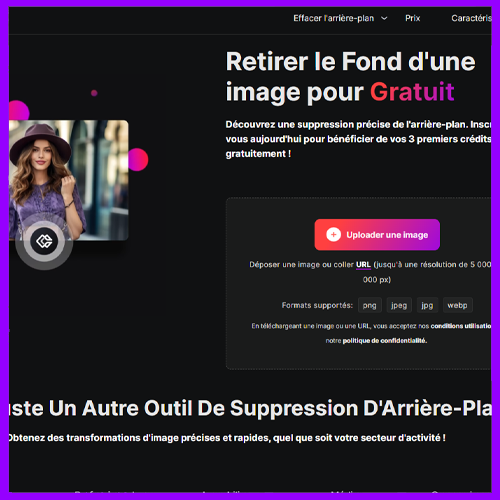 Effacer l'arrière-plan Prix Caractéris
Retirer le Fond d'une
image pour Gratuit
Découvrez une suppression précise de l'arrière-plan. Inscri
vous aujourd'hui pour bénéficier de vos 3 premiers crédits
gratuitement !
Uploader une image
Déposer une image ou coller URL (jusqu'à une résolution de 5 000
000 px)
Formats supportés: png jpeg jpg webp
En téléchargeant une image ou une URL, vous acceptez nos conditions utilisatio
notre politique de confidentialité.
uste Un Autre Outil De Suppression D'Arrière-Pla
Obtenez des transformations d'image précises et rapides, quel que soit votre secteur d'activité !